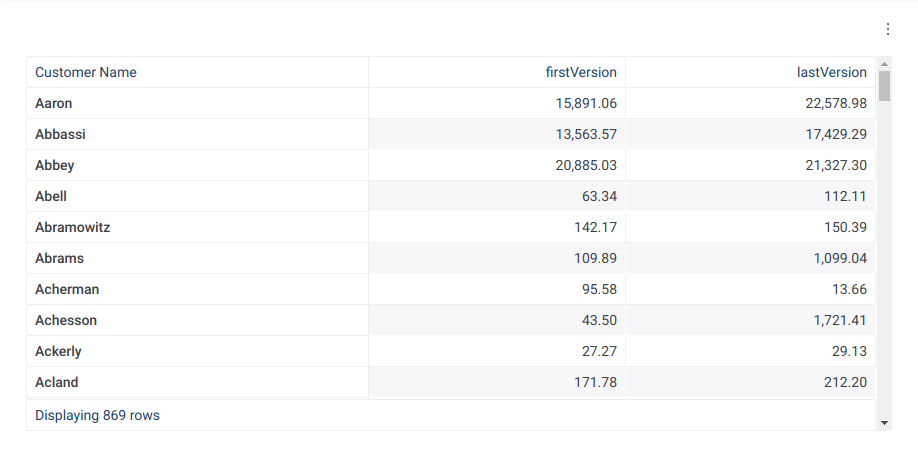 Customer Name firstVersion lastVersion
Aaron 15,891.06 22,578.98
Abbassi 13,563.57 17,429.29
Abbey 20,885.03 21,327.30
Abell 63.34 112.11
Abramowitz 142.17 150.39
Abrams 109.89 1,099.04
Acherman 95.58 13.66
Achesson 43.50 1,721.41
Ackerly 27.27 29.13
Acland 171.78 212.20
Displaying 869 rows